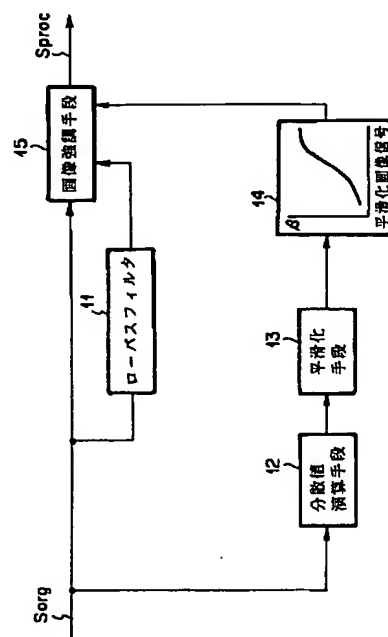 Sorg
Sproc
15
画像強調手段
11
ローパスフィルタ
12
分散値
演算手段
13
平滑化
手段
14
β
平滑化画像信号